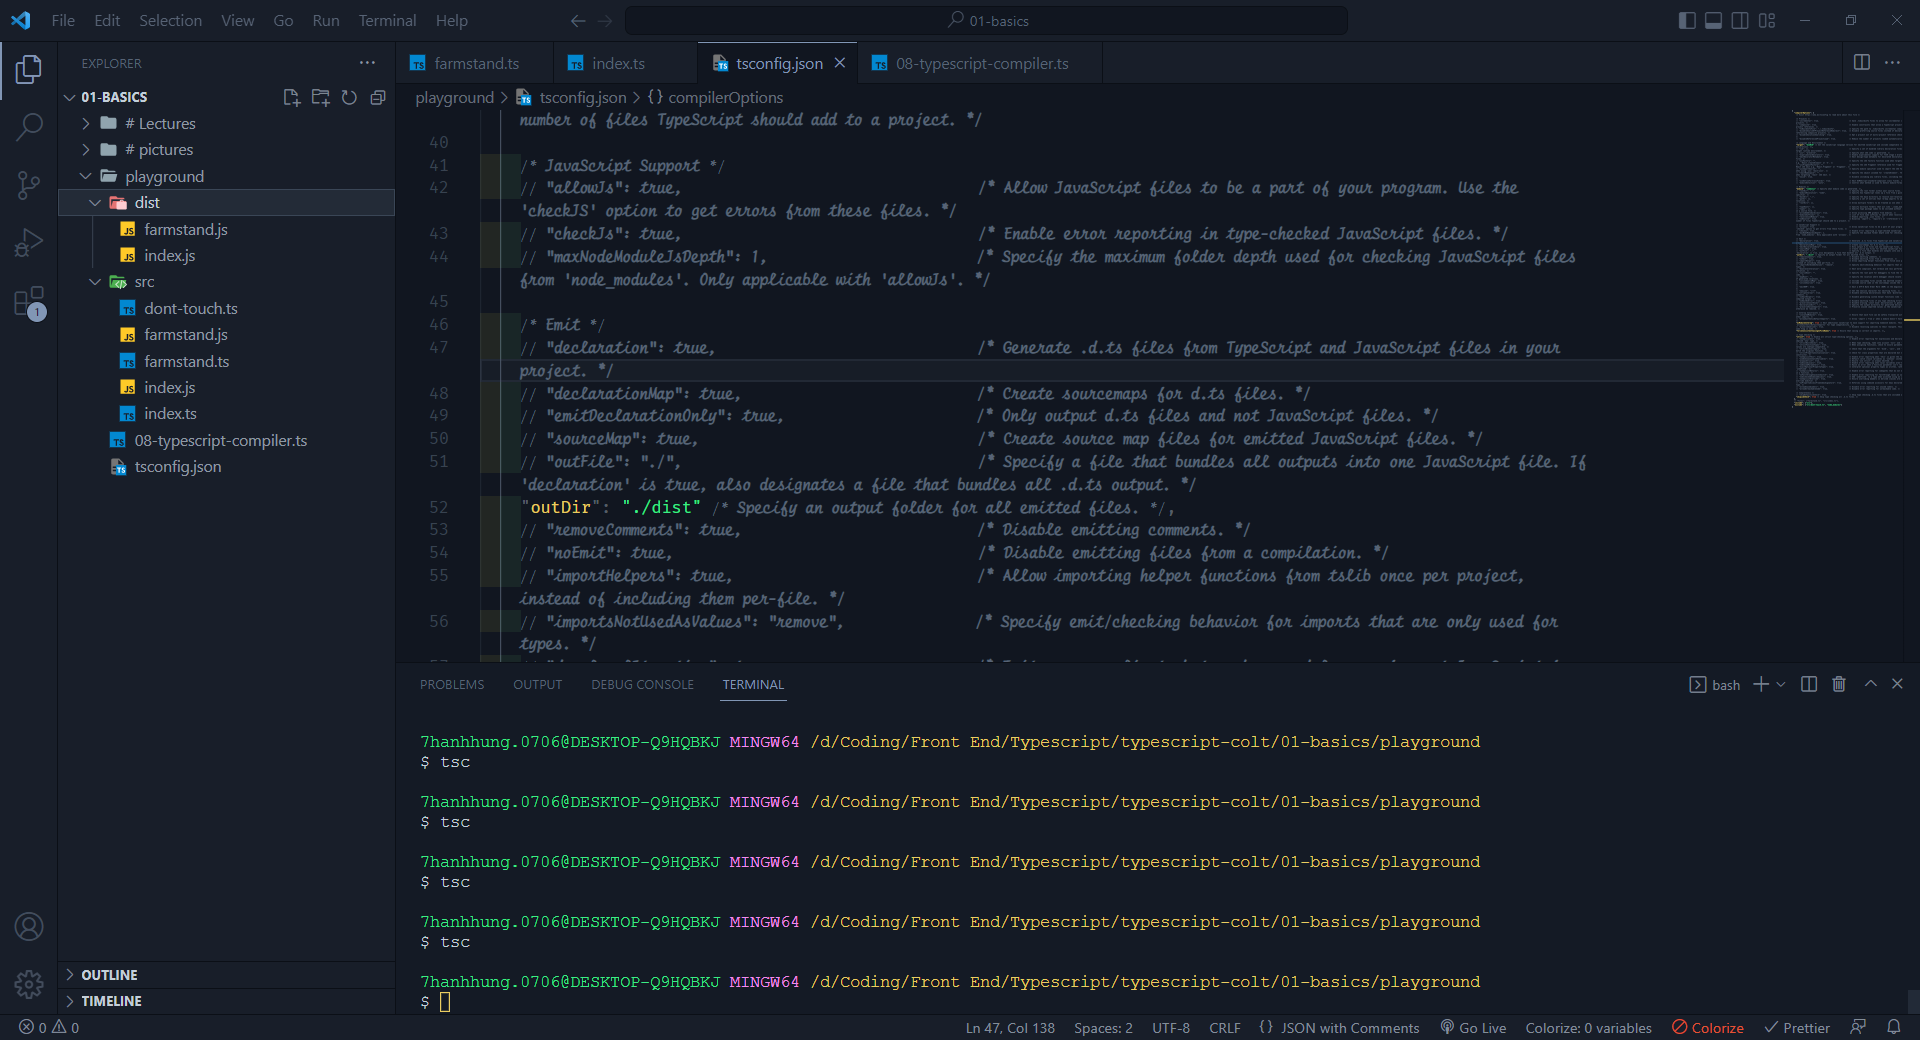 File Edit Selection View Go Run Terminal Help
01-basics
EXPLORER
01-BASICS
# Lectures
# pictures
playground
dist
JS farmstand.js
JS index.js
src
TS dont-touch.ts
JS farmstand.js
TS farmstand.ts
JS index.js
TS index.ts
TS 08-typescript-compiler.ts
TS tsconfig.json
1
OUTLINE
TIMELINE
TS farmstand.ts TS index.ts TS tsconfig.json TS 08-typescript-compiler.ts
playground > TS tsconfig.json > {} compilerOptions
number of files TypeScript should add to a project. */
40
41 /* JavaScript Support */
42 // "allowJs": true, /* Allow JavaScript files to be a part of your program. Use the
'checkJS' option to get errors from these files. */
43 // "checkJs": true, /* Enable error reporting in type-checked JavaScript files. */
44 // "maxNodeModuleJsDepth": 1, /* Specify the maximum folder depth used for checking JavaScript files
from 'node_modules'. Only applicable with 'allowJs'. */
45
46 /* Emit */
47 // "declaration": true, /* Generate .d.ts files from TypeScript and JavaScript files in your
project. */
48 // "declarationMap": true, /* Create sourcemaps for d.ts files. */
49 // "emitDeclarationOnly": true, /* Only output d.ts files and not JavaScript files. */
50 // "sourceMap": true, /* Create source map files for emitted JavaScript files. */
51 // "outFile": "./", /* Specify a file that bundles all outputs into one JavaScript file. If
'declaration' is true, also designates a file that bundles all .d.ts output. */
52 "outDir": "./dist" /* Specify an output folder for all emitted files. */,
53 // "removeComments": true, /* Disable emitting comments. */
54 // "noEmit": true, /* Disable emitting files from a compilation. */
55 // "importHelpers": true, /* Allow importing helper functions from tslib once per project,
instead of including them per-file. */
56 // "importsNotUsedAsValues": "remove", /* Specify emit/checking behavior for imports that are only used for
types. */
PROBLEMS OUTPUT DEBUG CONSOLE TERMINAL
bash
7hanhhung.0706@DESKTOP-Q9HQBKJ MINGW64 /d/Coding/Front End/Typescript/typescript-colt/01-basics/playground
$ tsc
7hanhhung.0706@DESKTOP-Q9HQBKJ MINGW64 /d/Coding/Front End/Typescript/typescript-colt/01-basics/playground
$ tsc
7hanhhung.0706@DESKTOP-Q9HQBKJ MINGW64 /d/Coding/Front End/Typescript/typescript-colt/01-basics/playground
$ tsc
7hanhhung.0706@DESKTOP-Q9HQBKJ MINGW64 /d/Coding/Front End/Typescript/typescript-colt/01-basics/playground
$ tsc
7hanhhung.0706@DESKTOP-Q9HQBKJ MINGW64 /d/Coding/Front End/Typescript/typescript-colt/01-basics/playground
$
0 0 Ln 47, Col 138 Spaces: 2 UTF-8 CRLF {} JSON with Comments Go Live Colorize: 0 variables Colorize Prettier